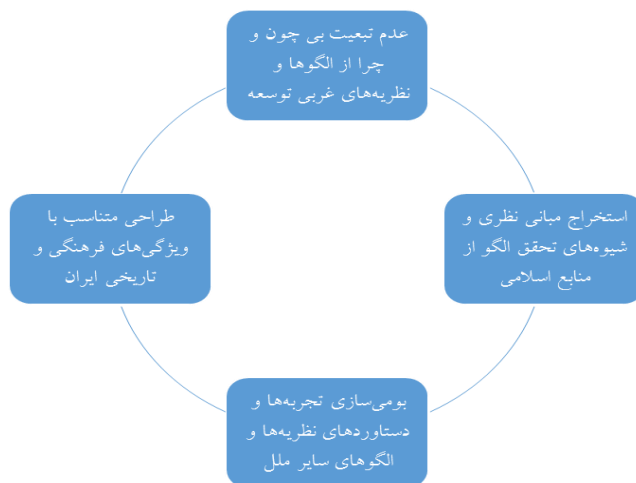 عدم تبعیت بی چون و
چرا از الگوها و
نظریه‌های غربی توسعه
استخراج مبانی نظری و
شیوه‌های تحقق الگو از
منابع اسلامی
بومی‌سازی تجربه‌ها و
دستاوردهای نظریه‌ها و
الگوهای سایر ملل
طراحی متناسب با
ویژگی‌های فرهنگی و
تاریخی ایران